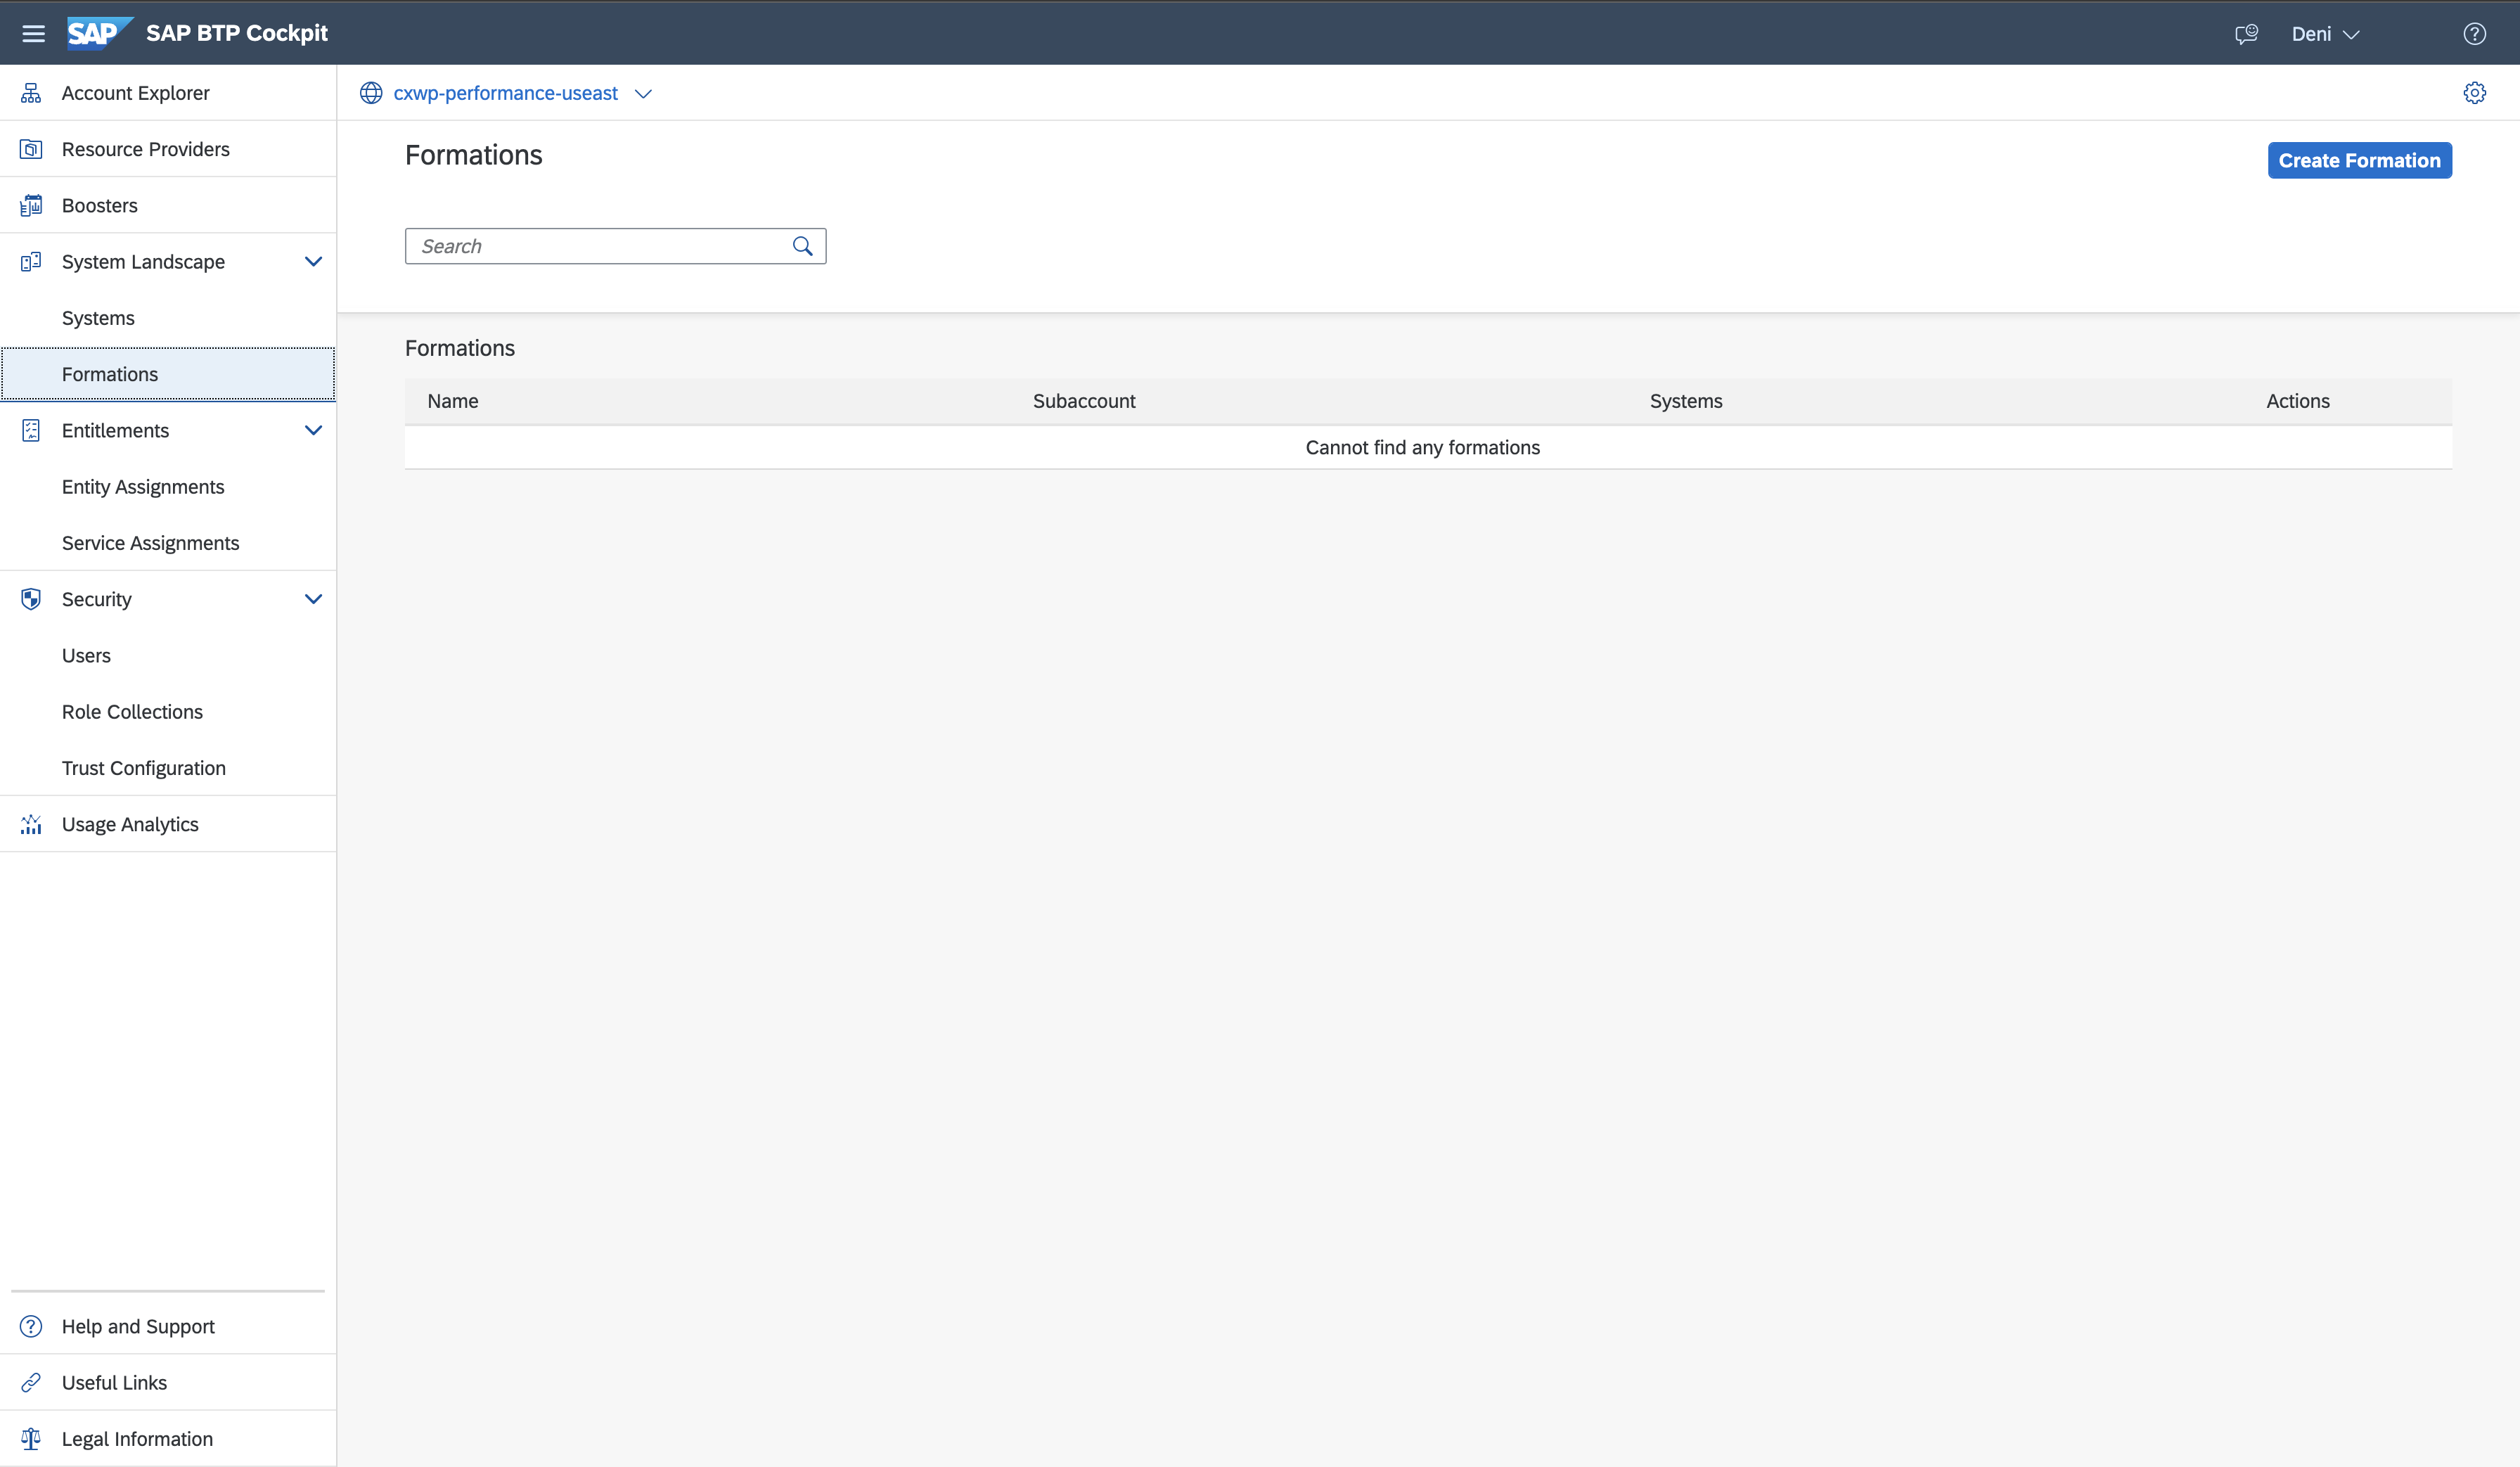 SAP SAP BTP Cockpit
Deni
Account Explorer
Resource Providers
Boosters
System Landscape
Systems
Formations
Entitlements
Entity Assignments
Service Assignments
Security
Users
Role Collections
Trust Configuration
Usage Analytics
Help and Support
Useful Links
Legal Information
cxwp-performance-useast
Formations
Create Formation
Search
Formations
Name Subaccount Systems Actions
Cannot find any formations